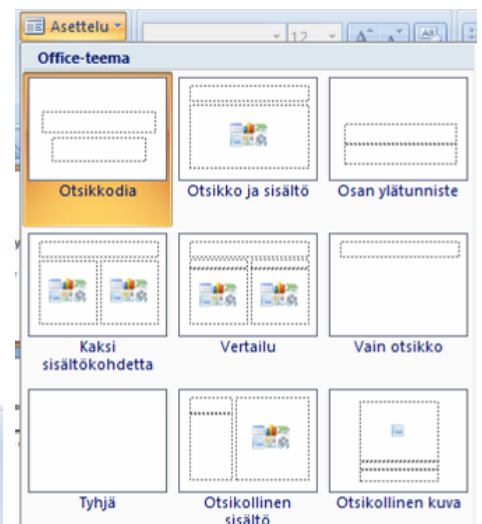 Asettelu
12
Office-teema
Otsikkodia
Otsikko ja sisältö
Osan ylätunniste
Kaksi
sisältökohdetta
Vertailu
Vain otsikko
Tyhjä
Otsikollinen
sisältö
Otsikollinen kuva